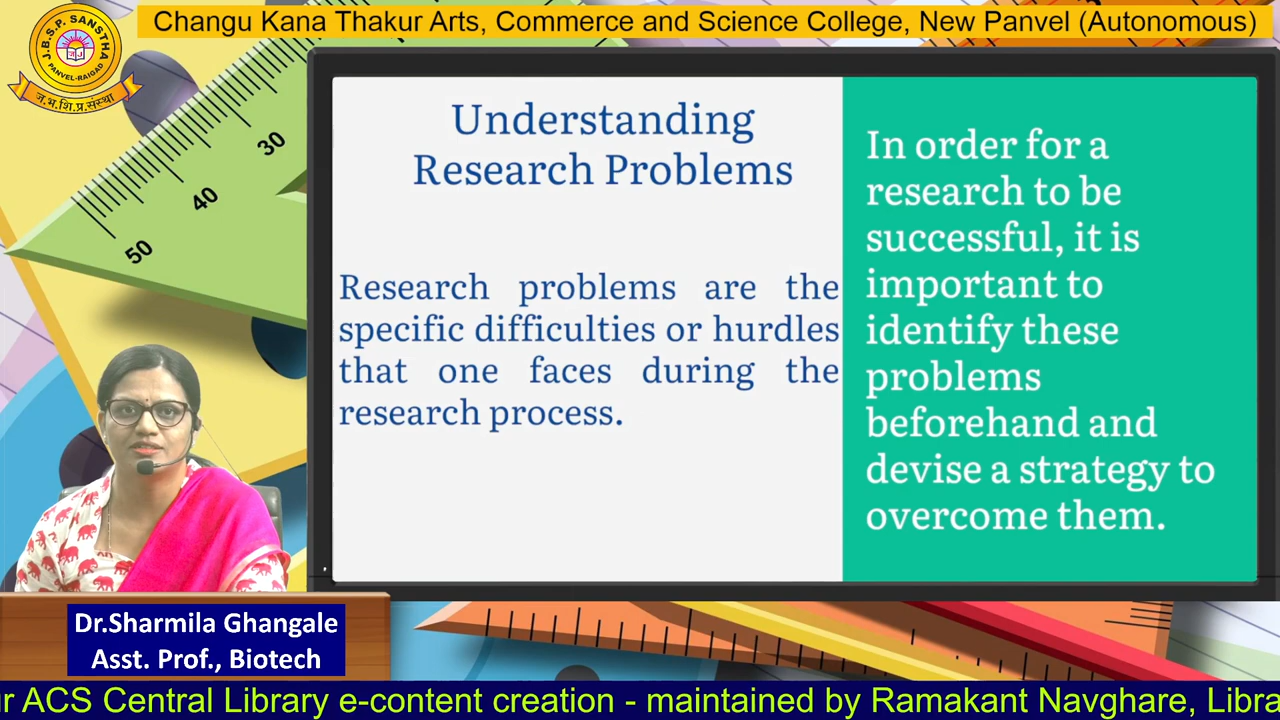 Changu Kana Thakur Arts, Commerce and Science College, New Panvel (Autonomous)
J.B.S.P. SANSTHA
PANVEL-RAIGAD
ज.भ.शि.प्र.संस्था
30
40
50
Understanding
Research Problems
Research problems are the
specific difficulties or hurdles
that one faces during the
research process.
In order for a
research to be
successful, it is
important to
identify these
problems
beforehand and
devise a strategy to
overcome them.
Dr.Sharmila Ghangale
Asst. Prof., Biotech
ACS Central Library e-content creation - maintained by Ramakant Navghare,